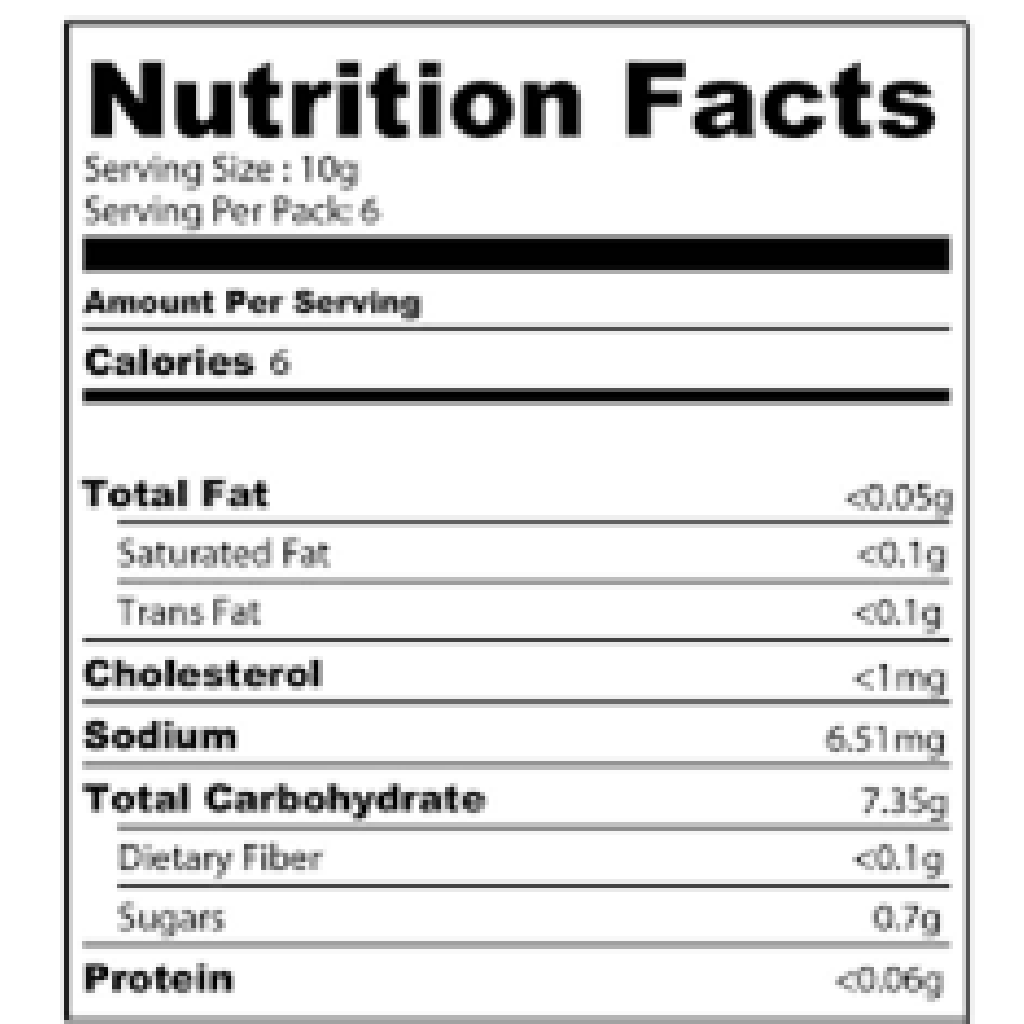 Nutrition Facts
Serving Size : 10g
Serving Per Pack: 6
Amount Per Serving
Calories 6
Total Fat <0.05g
Saturated Fat <0.1g
Trans Fat <0.1g
Cholesterol <1mg
Sodium 6.51mg
Total Carbohydrate 7.35g
Dietary Fiber <0.1g
Sugars 0.7g
Protein <0.06g